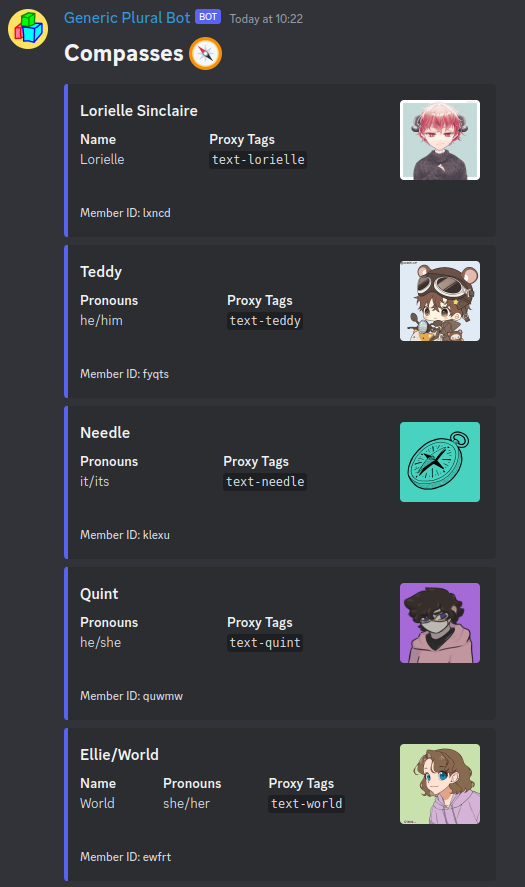 Generic Plural Bot BOT Today at 10:22
Compasses 🧭
Lorielle Sinclaire
Name Proxy Tags
Lorielle text-lorielle
Member ID: lxncd
Teddy
Pronouns Proxy Tags
he/him text-teddy
Member ID: fyqts
Needle
Pronouns Proxy Tags
it/its text-needle
Member ID: klexu
Quint
Pronouns Proxy Tags
he/she text-quint
Member ID: quwmw
Ellie/World
Name Pronouns Proxy Tags
World she/her text-world
Member ID: ewfrt